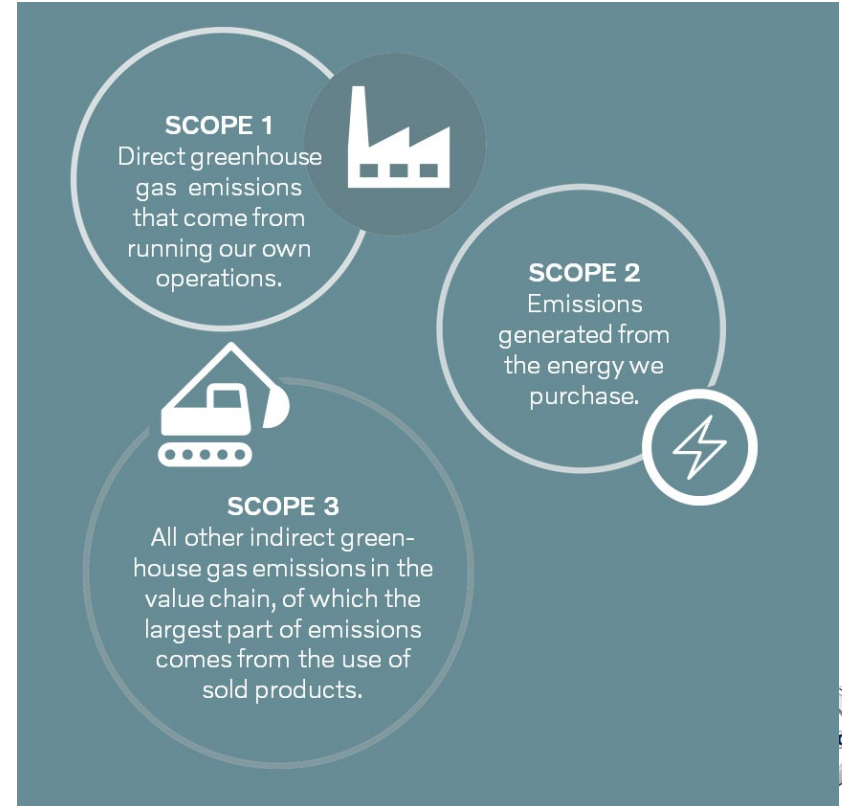 SCOPE 1
Direct greenhouse
gas emissions
that come from
running our own
operations.
SCOPE 2
Emissions
generated from
the energy we
purchase.
SCOPE 3
All other indirect green-
house gas emissions in the
value chain, of which the
largest part of emissions
comes from the use of
sold products.